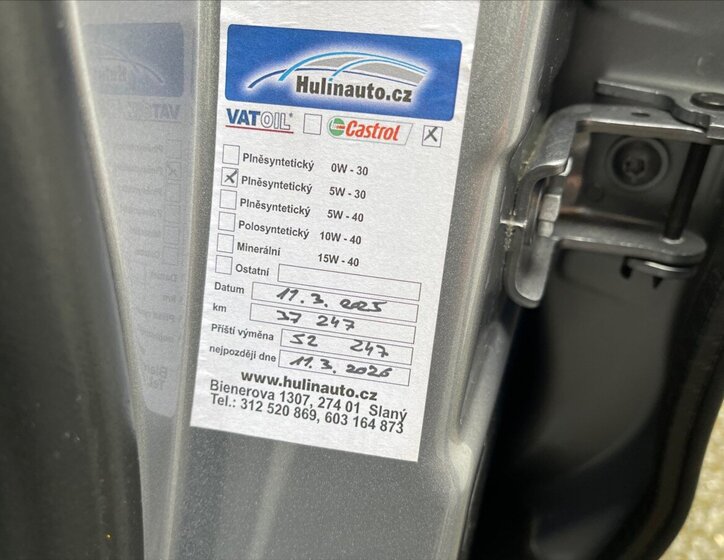 Hulinauto.cz
VATOIL Castrol
Plněsyntetický 0W - 30
Plněsyntetický 5W - 30
Plněsyntetický 5W - 40
Polosyntetický 10W - 40
Minerální 15W - 40
Ostatní
Datum 11.3.2025
km 37 247
Příští výměna 52 247
nejpozději dne 11.3.2026
www.hulinauto.cz
Bienerova 1307, 274 01 Slaný
Tel.: 312 520 869, 603 164 873